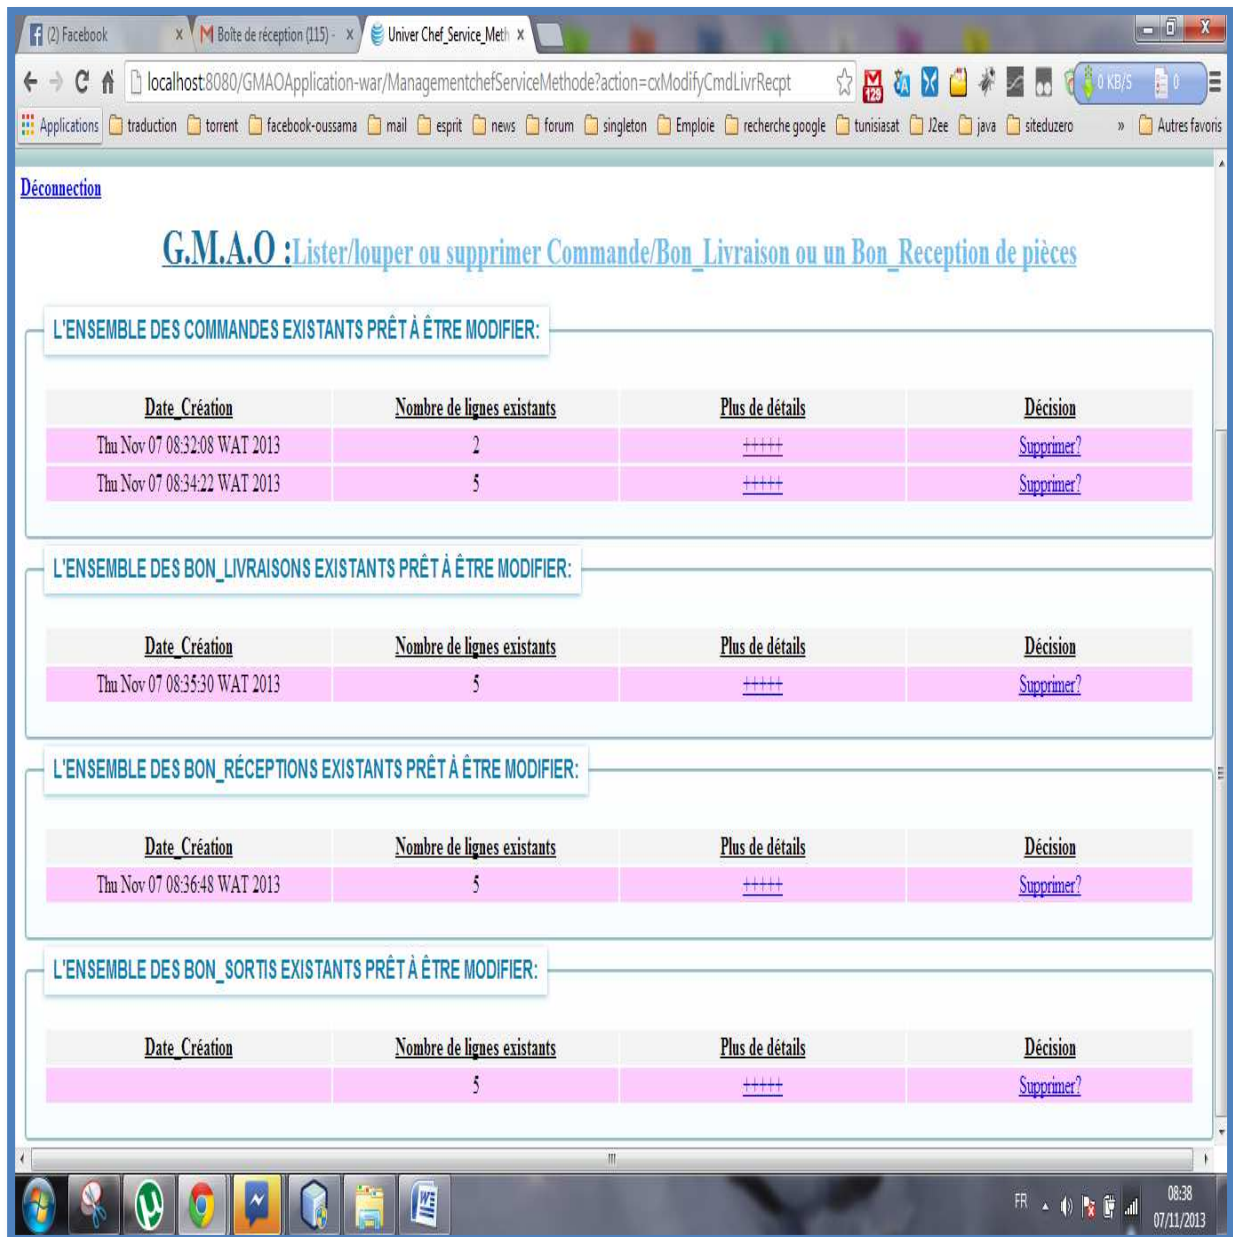 (2) Facebook
Boîte de réception (115) -
Univer Chef_Service_Meth
localhost:8080/GMAOApplication-war/ManagementchefServiceMethode?action=cxModifyCmdLivrRecpt
129
0 KB/S
0
Applications traduction torrent facebook-oussama mail esprit news forum singleton Emploie recherche google tunisiasat J2ee java siteduzero » Autres favoris
Déconnection
G.M.A.O :Lister/louper ou supprimer Commande/Bon_Livraison ou un Bon_Reception de pièces
L'ENSEMBLE DES COMMANDES EXISTANTS PRÊT À ÊTRE MODIFIER:
Date_Création Nombre de lignes existants Plus de détails Décision
Thu Nov 07 08:32:08 WAT 2013 2 +++++ Supprimer?
Thu Nov 07 08:34:22 WAT 2013 5 +++++ Supprimer?
L'ENSEMBLE DES BON_LIVRAISONS EXISTANTS PRÊT À ÊTRE MODIFIER:
Date_Création Nombre de lignes existants Plus de détails Décision
Thu Nov 07 08:35:30 WAT 2013 5 +++++ Supprimer?
L'ENSEMBLE DES BON_RÉCEPTIONS EXISTANTS PRÊT À ÊTRE MODIFIER:
Date_Création Nombre de lignes existants Plus de détails Décision
Thu Nov 07 08:36:48 WAT 2013 5 +++++ Supprimer?
L'ENSEMBLE DES BON_SORTIS EXISTANTS PRÊT À ÊTRE MODIFIER:
Date_Création Nombre de lignes existants Plus de détails Décision
5 +++++ Supprimer?
FR
08:38
07/11/2013